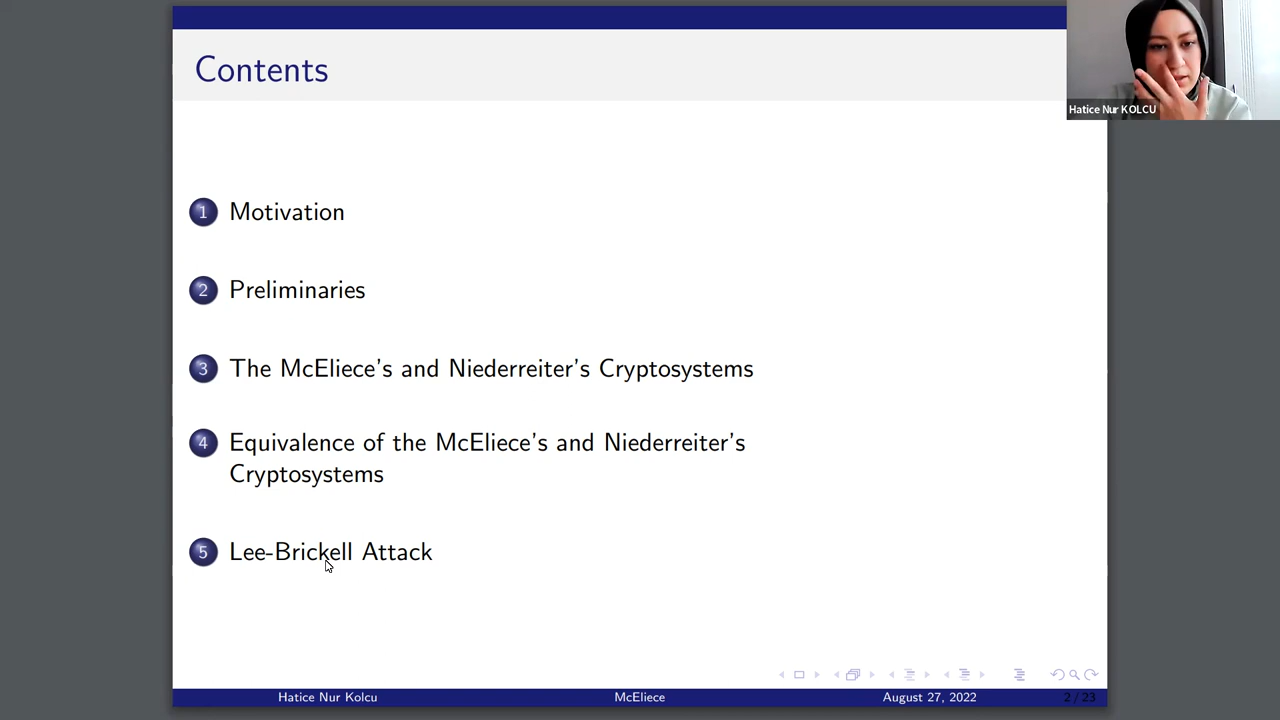 Contents
Hatice Nur KOLCU
1 Motivation
2 Preliminaries
3 The McEliece's and Niederreiter's Cryptosystems
4 Equivalence of the McEliece's and Niederreiter's
Cryptosystems
5 Lee-Brickell Attack
Hatice Nur Kolcu McEliece August 27, 2022 2 / 23